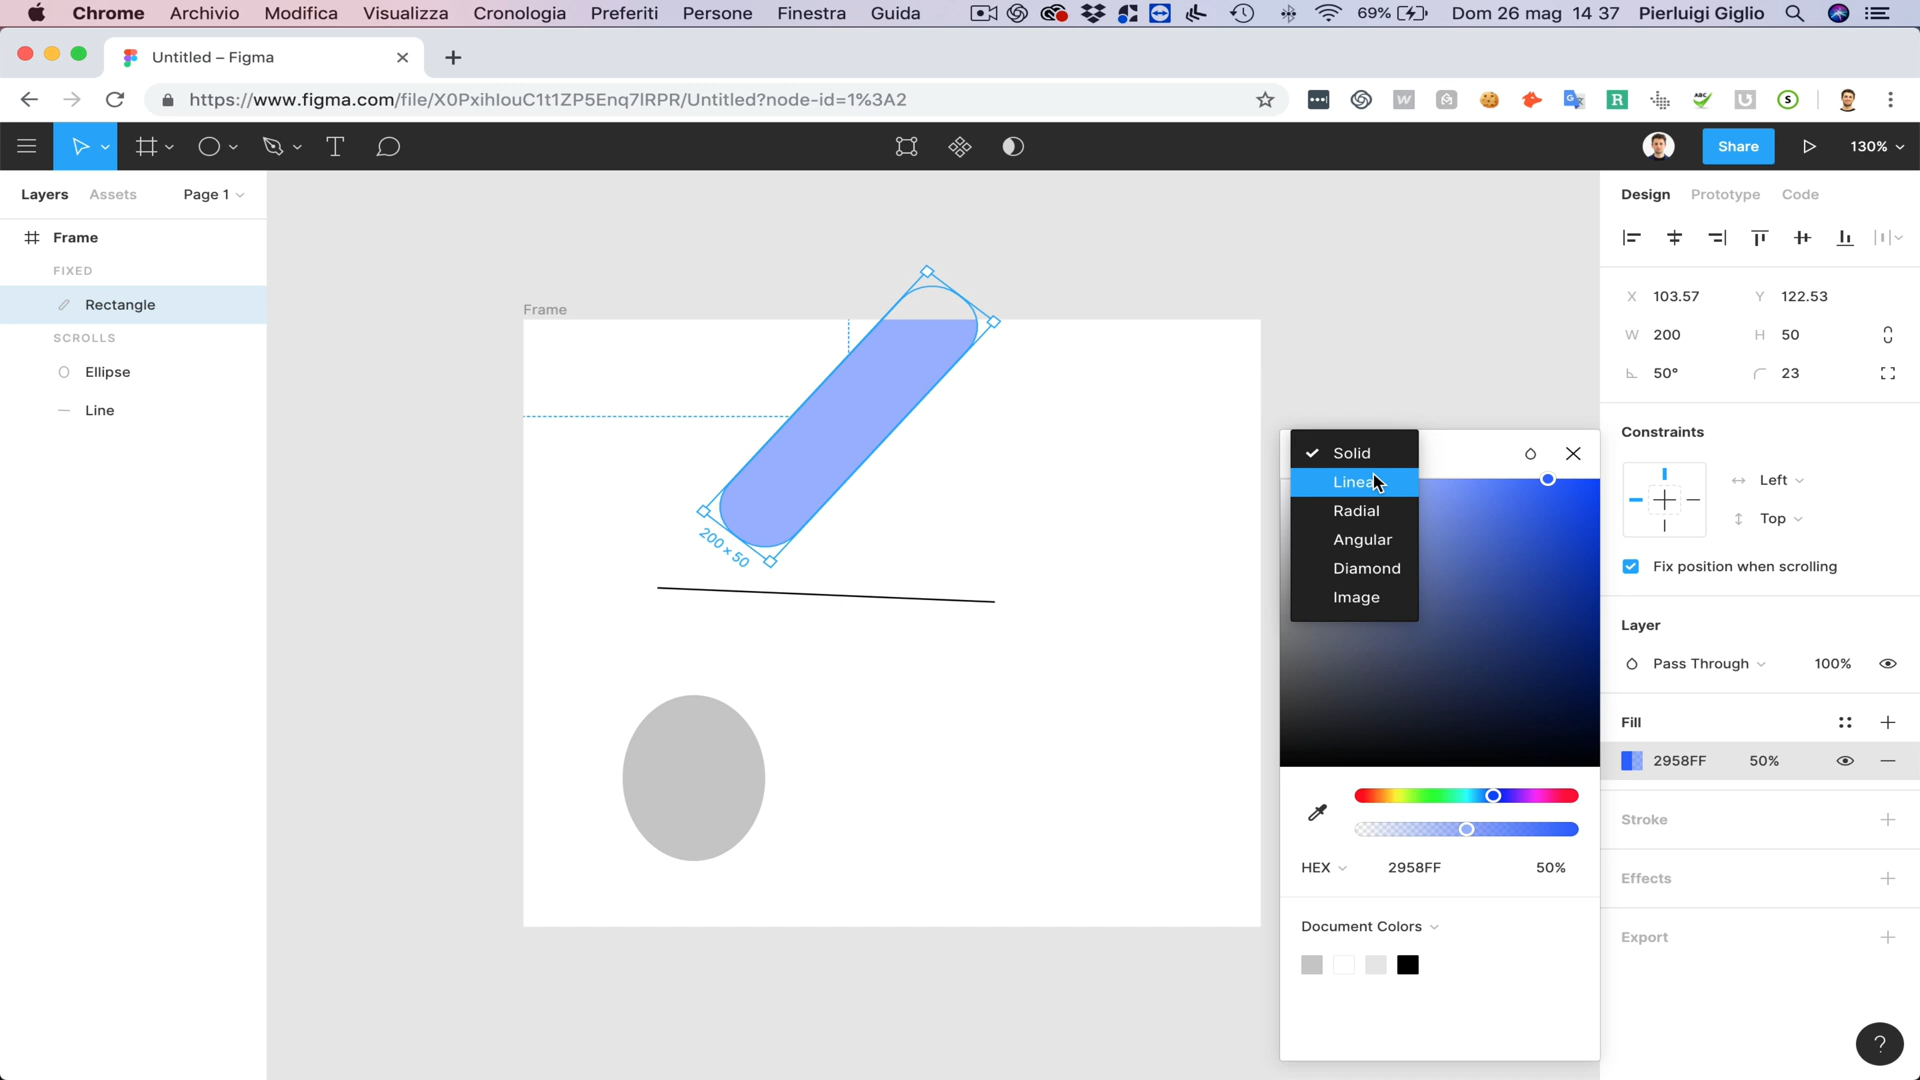 Chrome Archivio Modifica Visualizza Cronologia Preferiti Persone Finestra Guida 69% Dom 26 mag 14 37 Pierluigi Giglio
Untitled – Figma
https://www.figma.com/file/X0PxihIouC1t1ZP5Enq7lRPR/Untitled?node-id=1%3A2
T Share 130%
Layers Assets Page 1
Design Prototype Code
Frame
FIXED
Rectangle
SCROLLS
Ellipse
Line
Frame
200 × 50
X 103.57 Y 122.53
W 200 H 50
50° 23
Constraints
Left
Top
Fix position when scrolling
Layer
Pass Through 100%
Fill
2958FF 50%
Stroke
Effects
Export
Solid
Linea
Radial
Angular
Diamond
Image
HEX 2958FF 50%
Document Colors
?